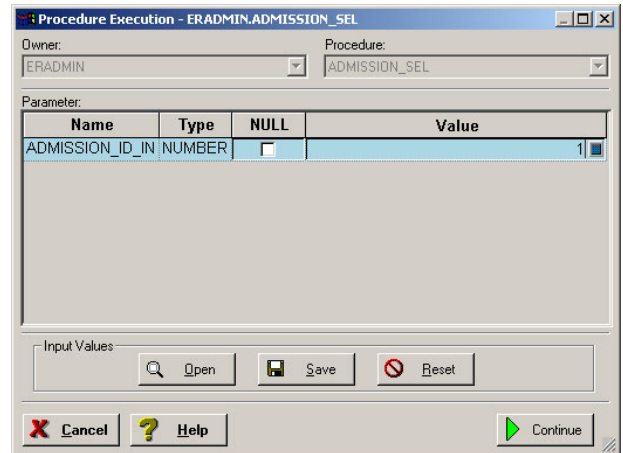 Procedure Execution - ERADMIN.ADMISSION_SEL
Owner: Procedure:
ERADMIN ADMISSION_SEL
Parameter:
Name Type NULL Value
ADMISSION_ID_IN NUMBER 1
Input Values
Open Save Reset
Cancel Help Continue